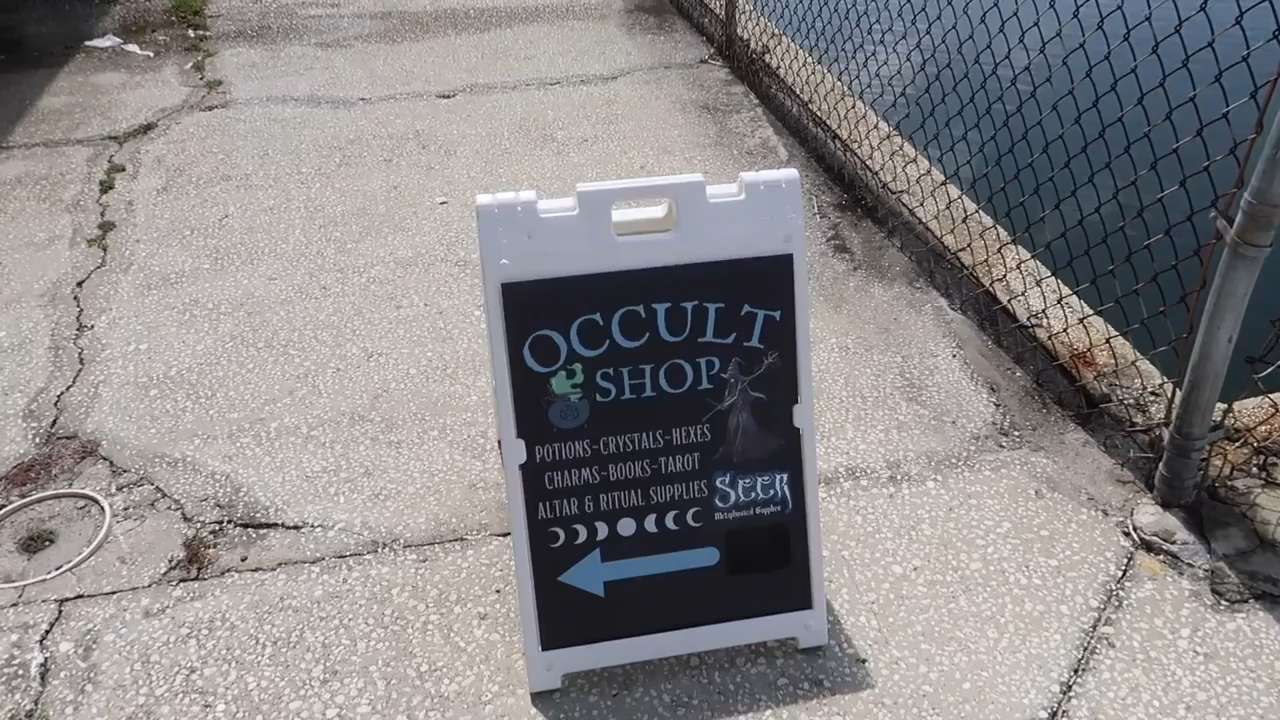 OCCULT
SHOP
POTIONS~CRYSTALS~HEXES
CHARMS~BOOKS~TAROT
ALTAR & RITUAL SUPPLIES
SEER
Metaphysical Supplies